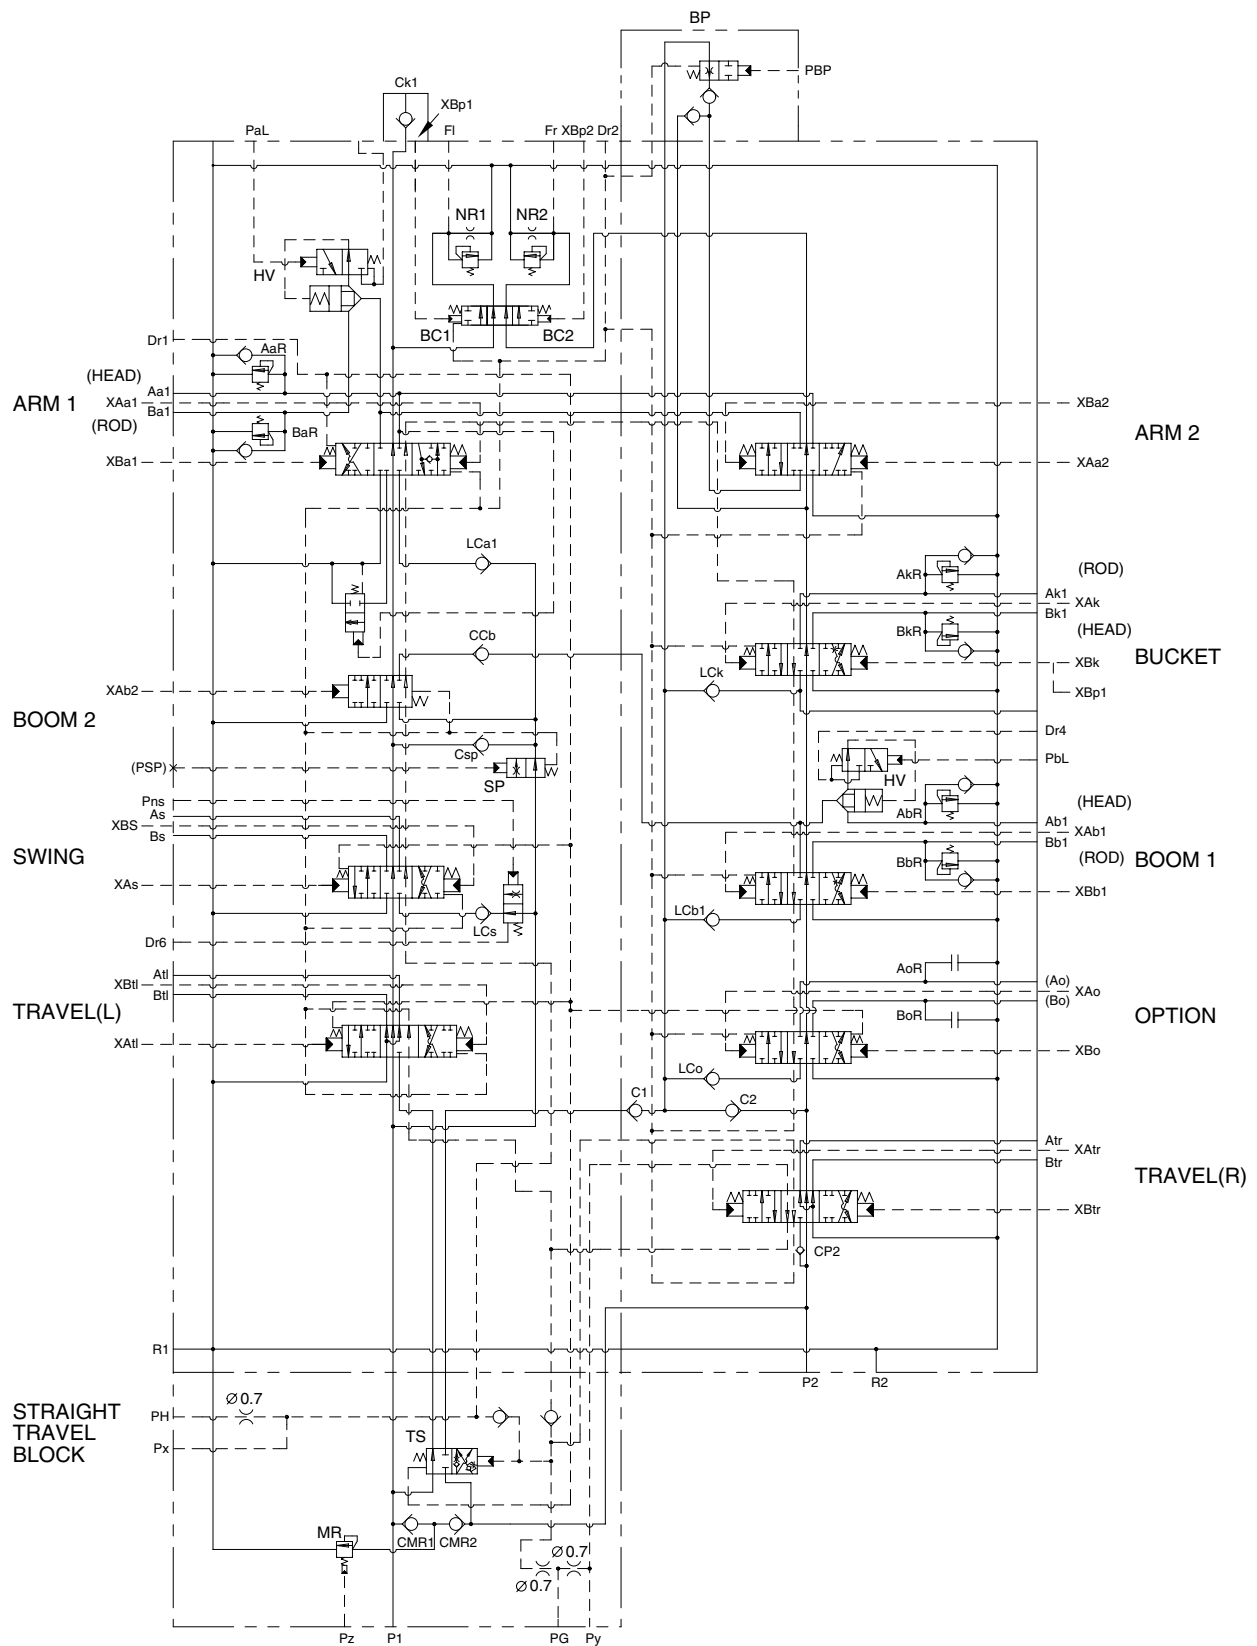 BP
Ck1
PBP
XBp1
PaL
Fl
Fr XBp2 Dr2
NR1
NR2
HV
BC1
BC2
Dr1
AaR
(HEAD)
Aa1
ARM 1
XAa1
Ba1
(ROD)
BaR
XBa1
XBa2
ARM 2
XAa2
LCa1
AkR
(ROD)
Ak1
XAk
Bk1
BkR
(HEAD)
CCb
BUCKET
XBk
LCk
XAb2
XBp1
BOOM 2
Dr4
Csp
PbL
(PSP)
SP
HV
Pns
(HEAD)
As
AbR
Ab1
XBS
XAb1
Bs
Bb1
SWING
BbR
(ROD)
BOOM 1
XAs
XBb1
LCs
LCb1
Dr6
AoR
Atl
(Ao)
XBtl
XAo
Btl
(Bo)
TRAVEL(L)
BoR
OPTION
XAtl
XBo
LCo
C1
C2
Atr
XAtr
Btr
TRAVEL(R)
XBtr
CP2
R1
P2
R2
Ø0.7
STRAIGHT
TRAVEL
BLOCK
PH
TS
Px
MR
CMR1
CMR2
Ø0.7
Ø0.7
Pz
P1
PG
Py